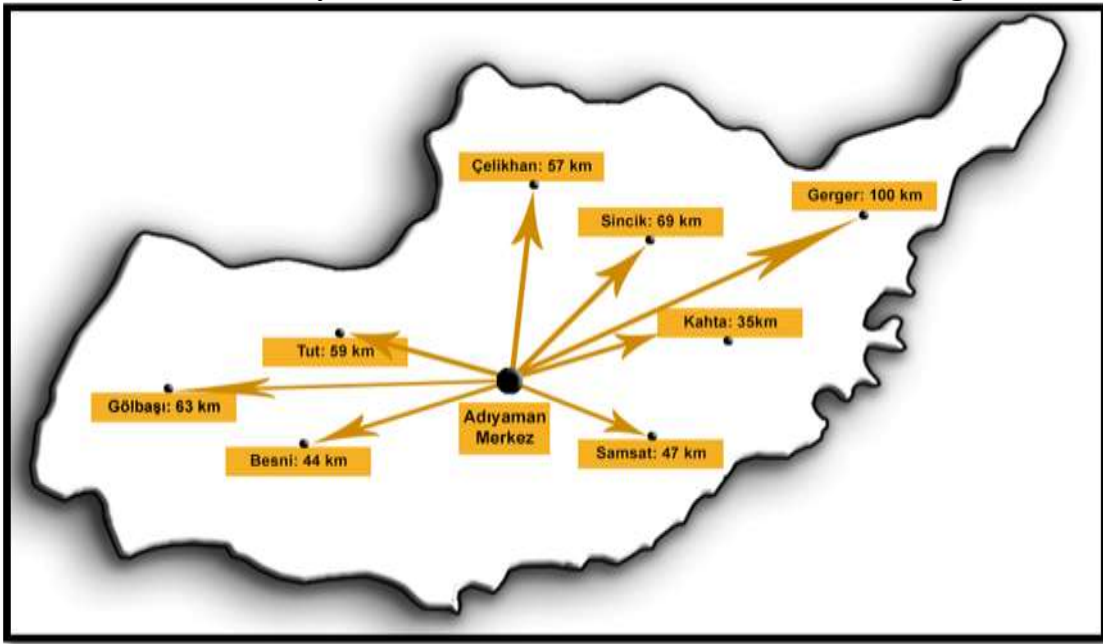 Çelikhan: 57 km
Gerger: 100 km
Sincik: 69 km
Kahta: 35km
Tut: 59 km
Gölbaşı: 63 km
Adıyaman
Merkez
Besni: 44 km
Samsat: 47 km